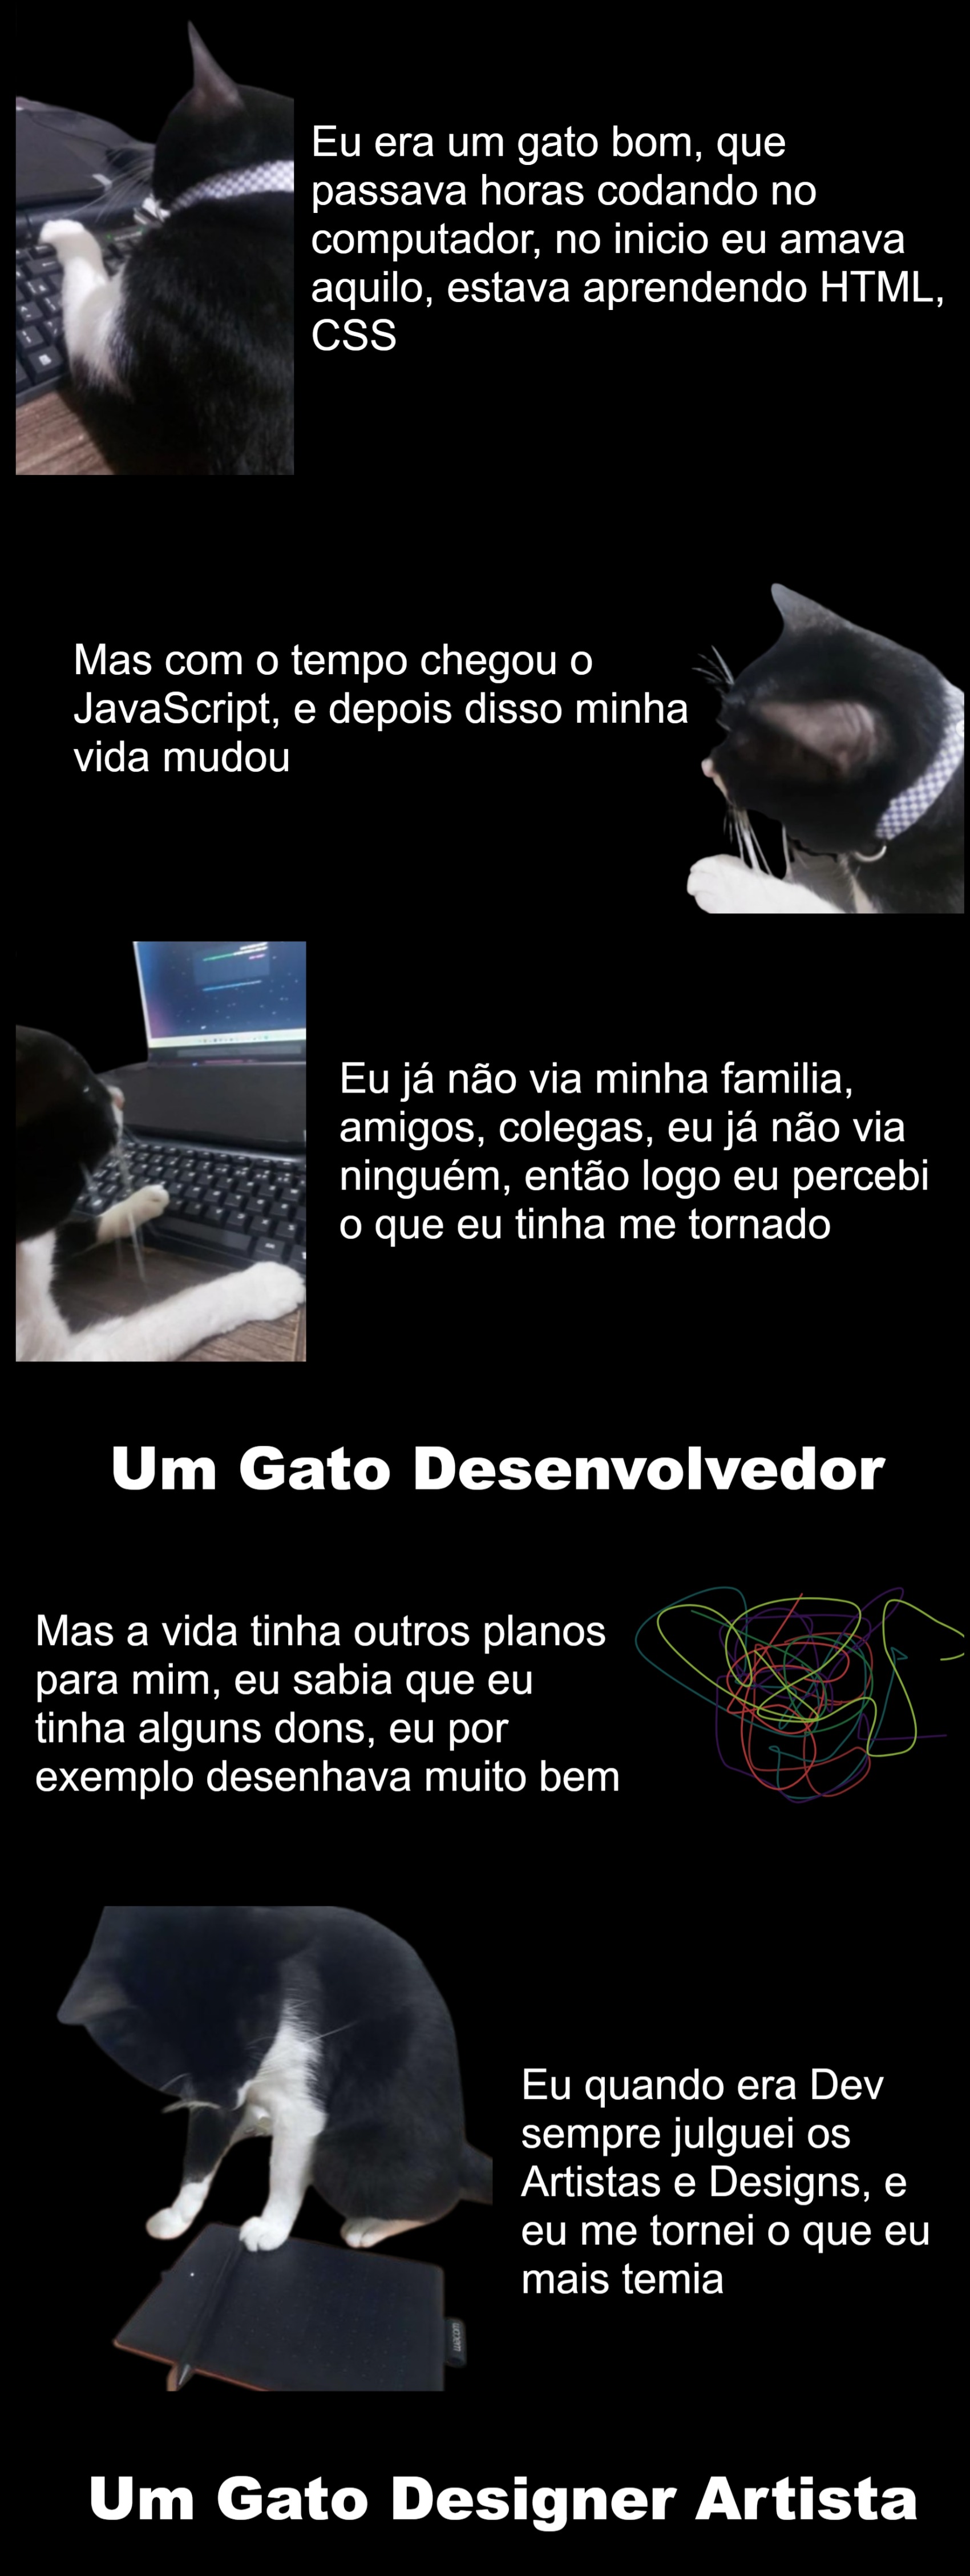 Eu era um gato bom, que
passava horas codando no
computador, no inicio eu amava
aquilo, estava aprendendo HTML,
CSS
Mas com o tempo chegou o
JavaScript, e depois disso minha
vida mudou
Eu já não via minha familia,
amigos, colegas, eu já não via
ninguém, então logo eu percebi
o que eu tinha me tornado
Um Gato Desenvolvedor
Mas a vida tinha outros planos
para mim, eu sabia que eu
tinha alguns dons, eu por
exemplo desenhava muito bem
Eu quando era Dev
sempre julguei os
Artistas e Designs, e
eu me tornei o que eu
mais temia
wacom
Um Gato Designer Artista